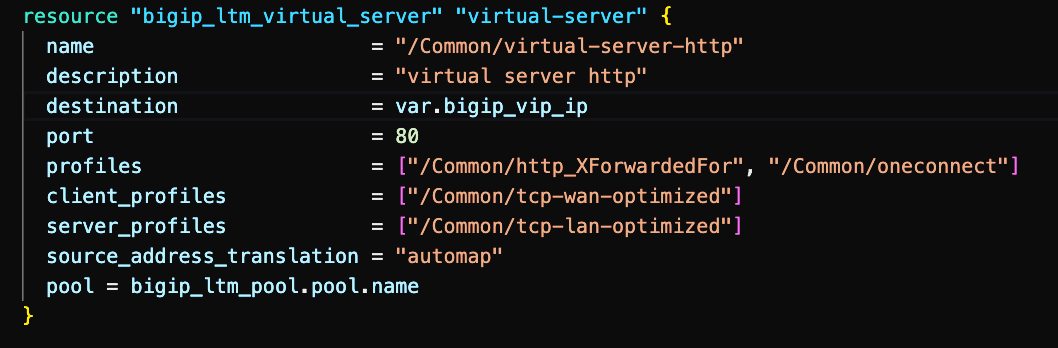 resource "bigip_ltm_virtual_server" "virtual-server" {
  name                       = "/Common/virtual-server-http"
  description                = "virtual server http"
  destination                = var.bigip_vip_ip
  port                       = 80
  profiles                   = ["/Common/http_XForwardedFor", "/Common/oneconnect"]
  client_profiles            = ["/Common/tcp-wan-optimized"]
  server_profiles            = ["/Common/tcp-lan-optimized"]
  source_address_translation = "automap"
  pool = bigip_ltm_pool.pool.name
}